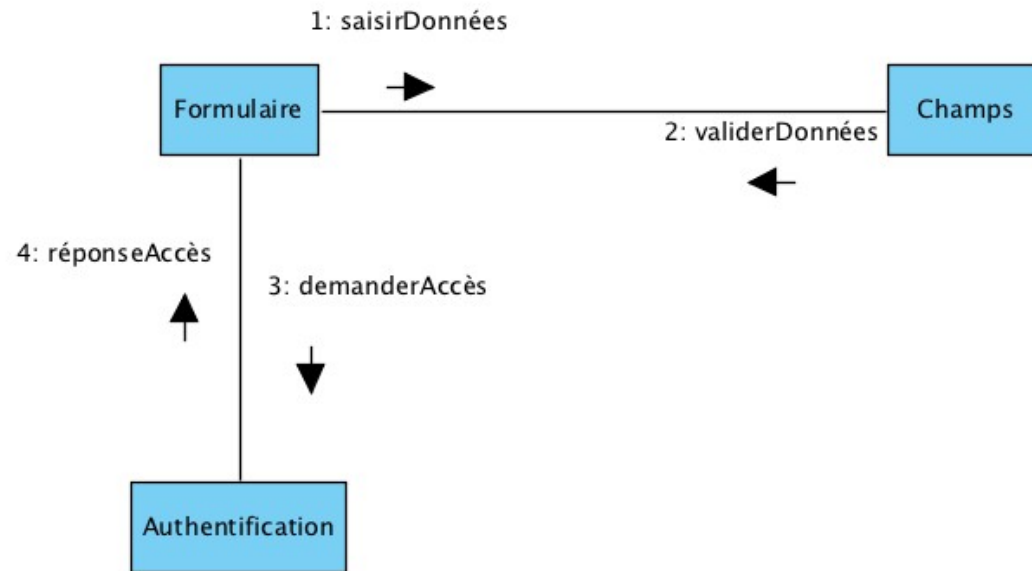 1: saisirDonnées
Formulaire
Champs
2: validerDonnées
4: réponseAccès
3: demanderAccès
Authentification